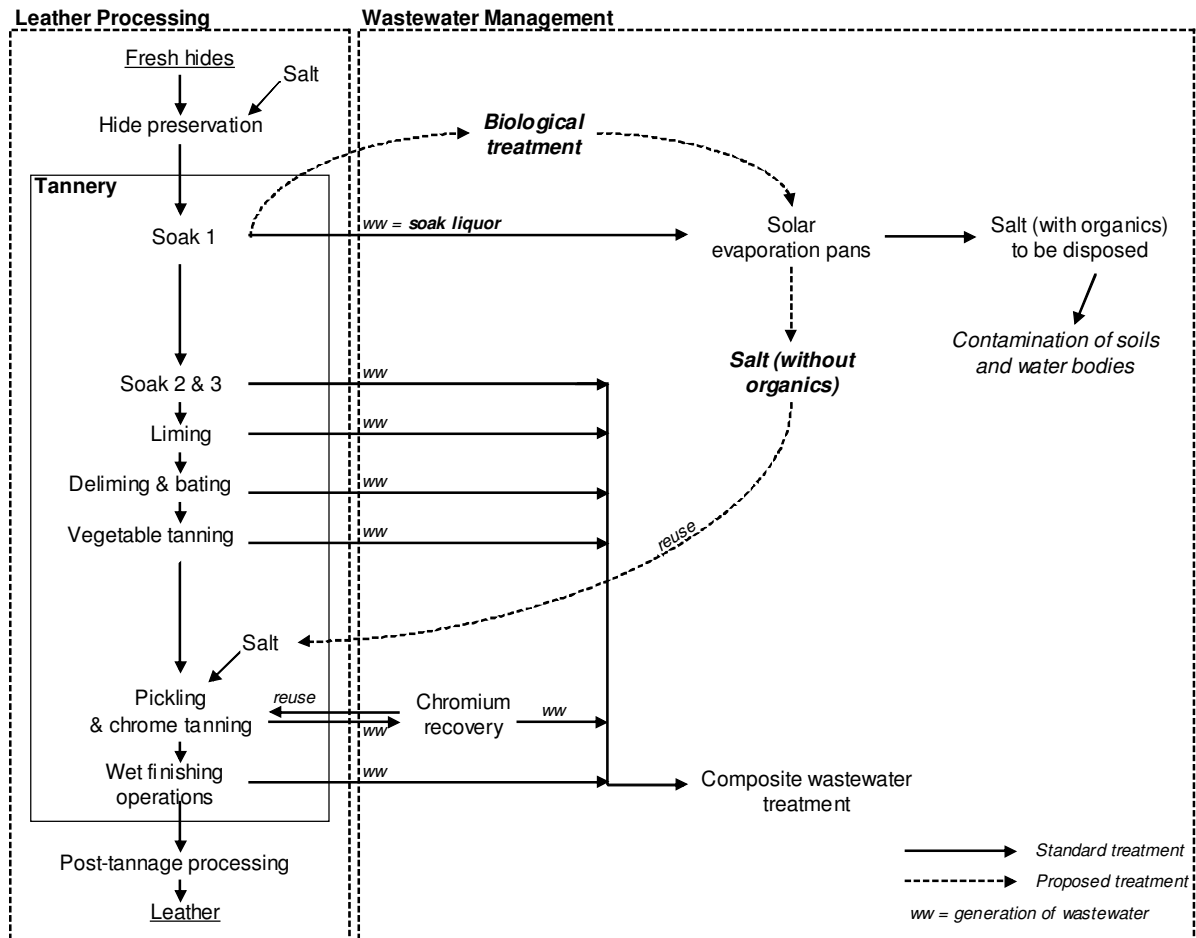 Leather Processing
Wastewater Management
Fresh hides
Salt
Hide preservation
Biological
treatment
Tannery
Soak 1
ww = soak liquor
Solar
evaporation pans
Salt (with organics)
to be disposed
Contamination of soils
and water bodies
Salt (without
organics)
Soak 2 & 3
ww
Liming
ww
Deliming & bating
ww
Vegetable tanning
ww
reuse
Salt
Pickling
& chrome tanning
reuse
ww
Chromium
recovery
ww
Wet finishing
operations
ww
Composite wastewater
treatment
Post-tannage processing
Leather
Standard treatment
Proposed treatment
ww = generation of wastewater